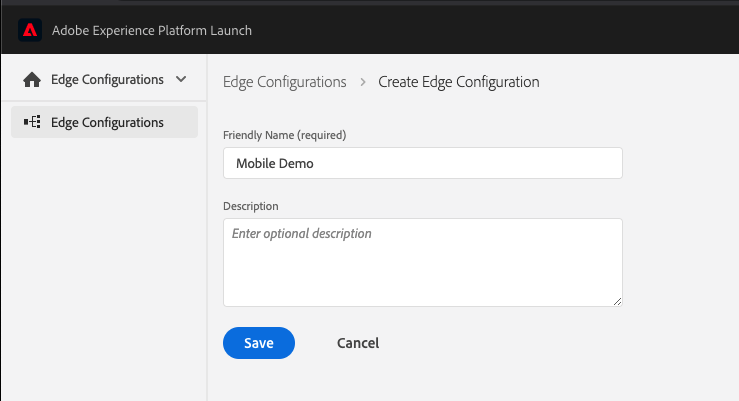 Adobe Experience Platform Launch
Edge Configurations
Edge Configurations > Create Edge Configuration
Edge Configurations
Friendly Name (required)
Mobile Demo
Description
Enter optional description
Save Cancel